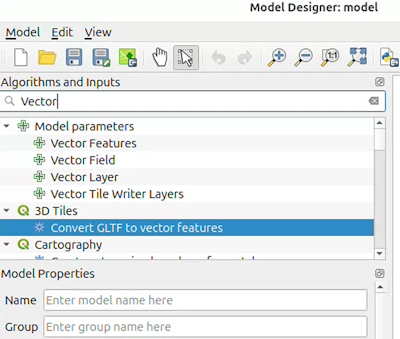 Model Designer: model
Model Edit View
Algorithms and Inputs
Vector
Model parameters
Vector Features
Vector Field
Vector Layer
Vector Tile Writer Layers
3D Tiles
Convert GLTF to vector features
Cartography
Model Properties
Name Enter model name here
Group Enter group name here